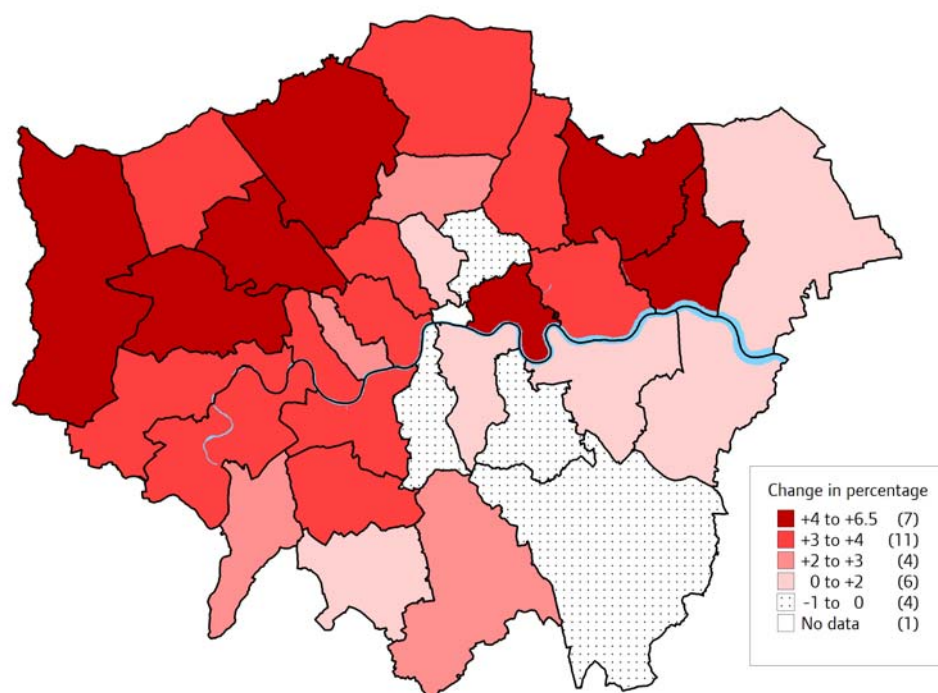 Change in percentage
+4 to +6.5 (7)
+3 to +4 (11)
+2 to +3 (4)
0 to +2 (6)
-1 to 0 (4)
No data (1)